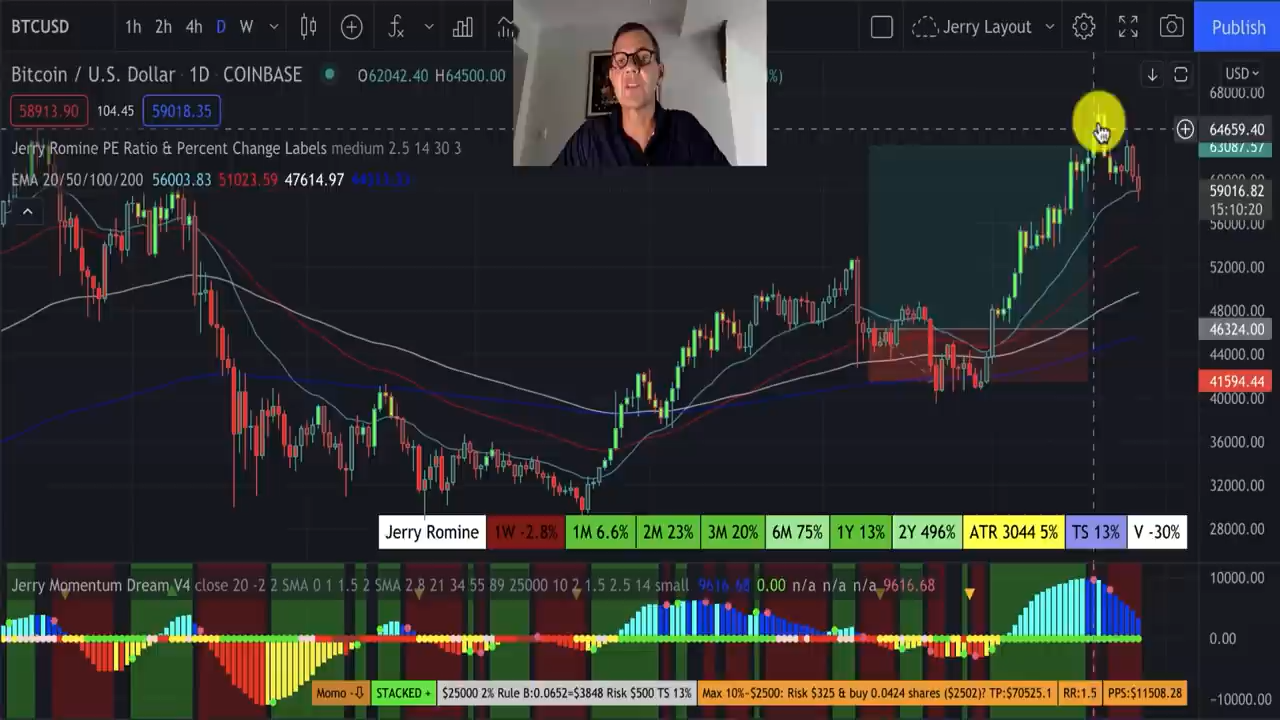 BTCUSD 1h 2h 4h D W Jerry Layout Publish
Bitcoin / U.S. Dollar · 1D · COINBASE O62042.40 H64500.00 %) USD
68000.00
58913.90 104.45 59018.35
64659.40
Jerry Romine PE Ratio & Percent Change Labels medium 2.5 14 30 3
63087.57
EMA 20/50/100/200 56003.83 51023.59 47614.97
60000.00
59016.82
15:10:20
56000.00
52000.00
48000.00
46324.00
44000.00
41594.44
40000.00
36000.00
32000.00
28000.00
Jerry Romine 1W -2.8% 1M 6.6% 2M 23% 3M 20% 6M 75% 1Y 13% 2Y 496% ATR 3044 5% TS 13% V -30%
Jerry Momentum Dream V4 close 20 -2 2 SMA 0 1 1.5 2 SMA 2.8 21 34 55 89 25000 10 2 1.5 2.5 14 small 9616.68 0.00 n/a n/a n/a 9616.68
10000.00
0.00
Momo -⇩ STACKED + $25000 2% Rule B:0.0652=$3848 Risk $500 TS 13% Max 10%-$2500: Risk $325 & buy 0.0424 shares ($2502)? TP:$70525.1 RR:1.5 PPS:$11508.28
-10000.00